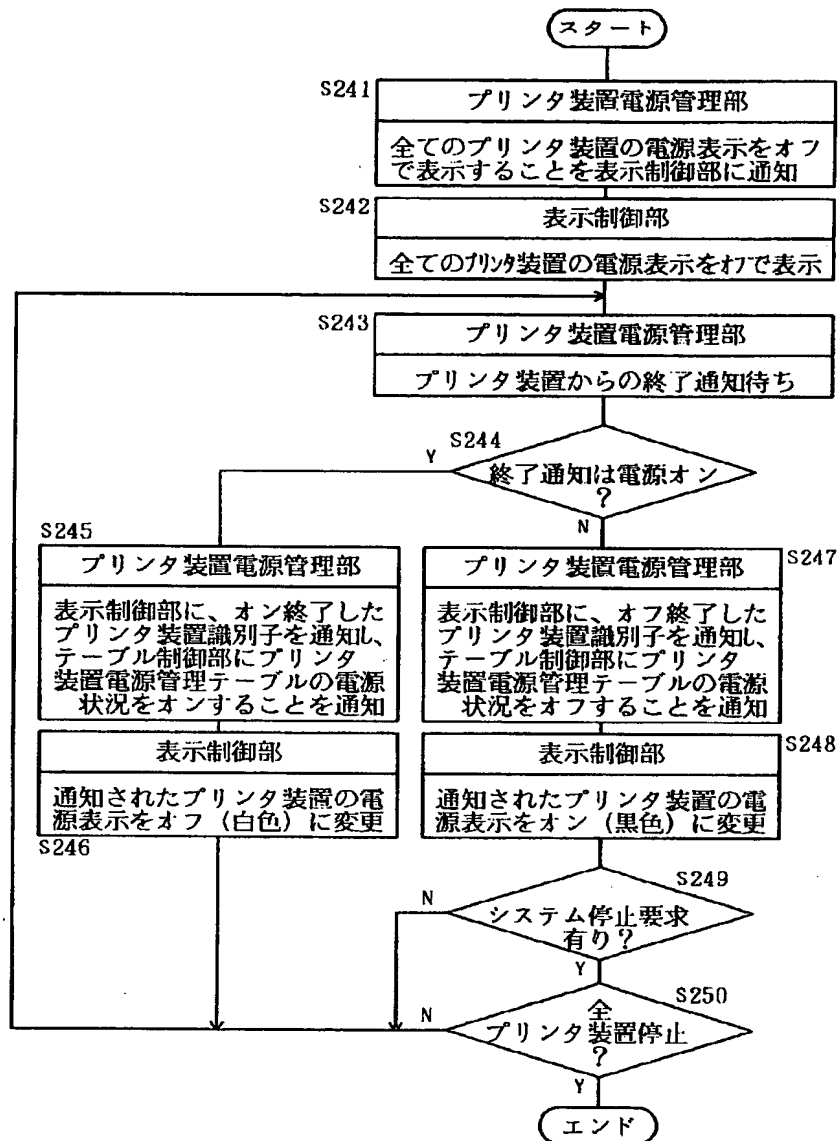 スタート
S241
プリンタ装置電源管理部
全てのプリンタ装置の電源表示をオフ
で表示することを表示制御部に通知
S242
表示制御部
全てのプリンタ装置の電源表示をオフで表示
S243
プリンタ装置電源管理部
プリンタ装置からの終了通知待ち
S244
Y
終了通知は電源オン
?
N
S245
プリンタ装置電源管理部
表示制御部に、オン終了した
プリンタ装置識別子を通知し、
テーブル制御部にプリンタ
装置電源管理テーブルの電源
状況をオンすることを通知
表示制御部
通知されたプリンタ装置の電
源表示をオフ(白色)に変更
S246
プリンタ装置電源管理部
S247
表示制御部に、オフ終了した
プリンタ装置識別子を通知し、
テーブル制御部にプリンタ
装置電源管理テーブルの電源
状況をオフすることを通知
表示制御部
S248
通知されたプリンタ装置の電
源表示をオン(黒色)に変更
S249
N
システム停止要求
有り?
Y
S250
N
全
プリンタ装置停止
?
Y
エンド